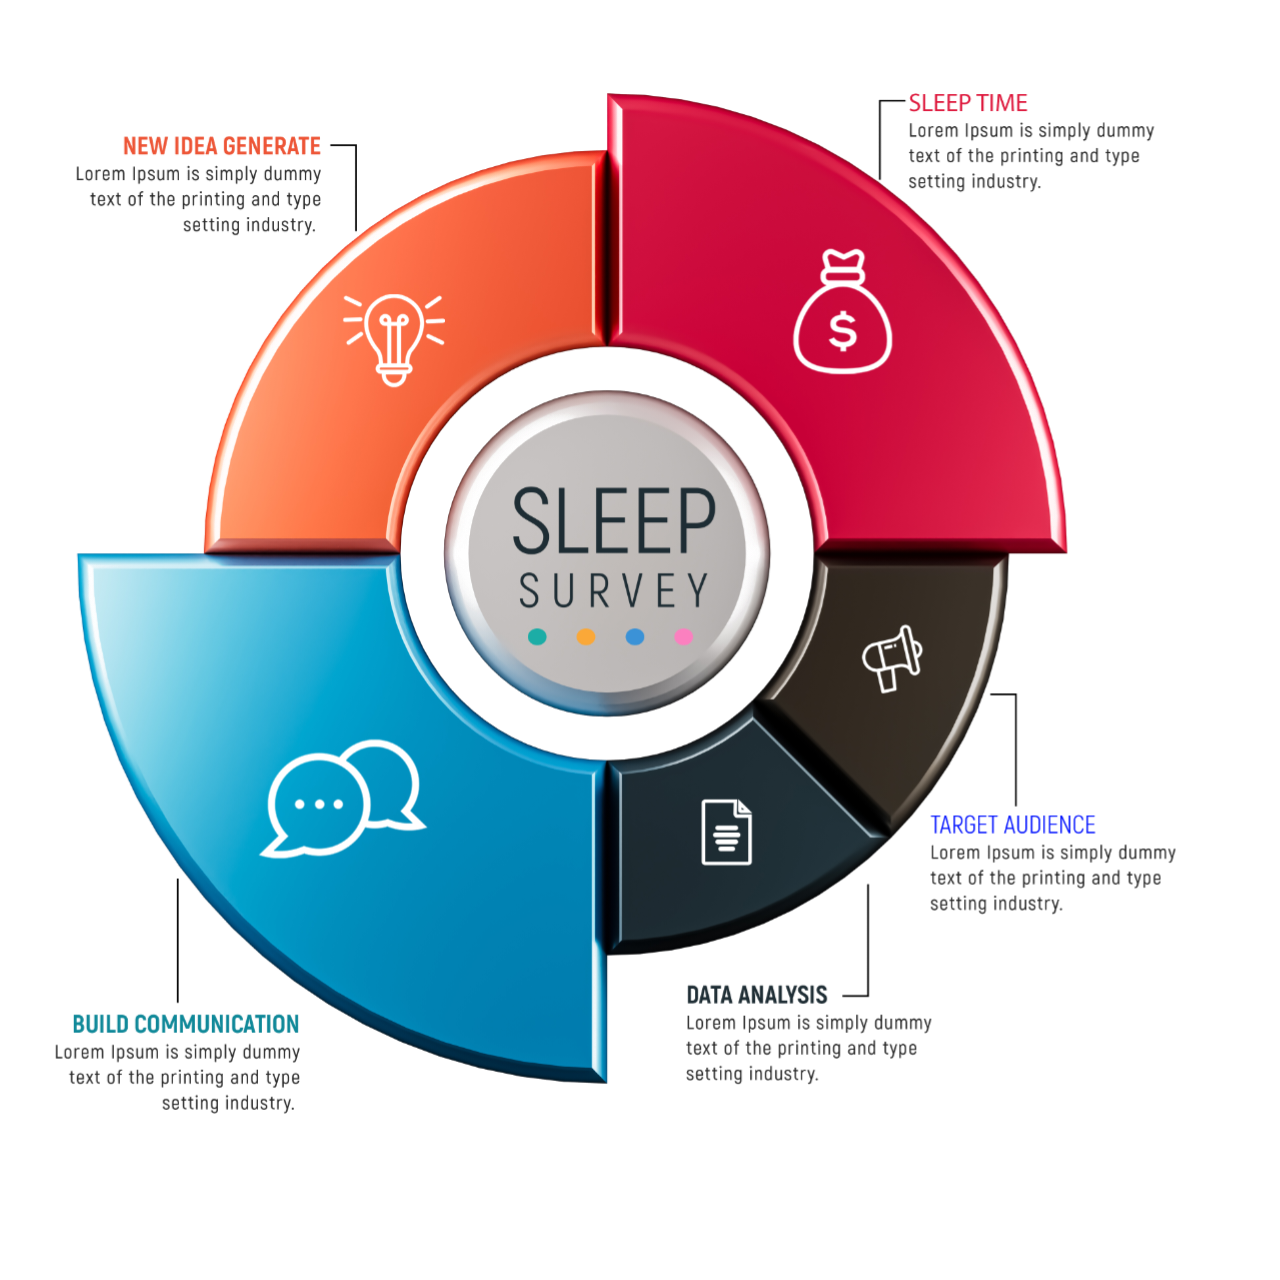 SLEEP TIME
Lorem Ipsum is simply dummy
text of the printing and type
setting industry.
NEW IDEA GENERATE
Lorem Ipsum is simply dummy
text of the printing and type
setting industry.
$
SLEEP
SURVEY
TARGET AUDIENCE
Lorem Ipsum is simply dummy
text of the printing and type
setting industry.
DATA ANALYSIS
Lorem Ipsum is simply dummy
text of the printing and type
setting industry.
BUILD COMMUNICATION
Lorem Ipsum is simply dummy
text of the printing and type
setting industry.